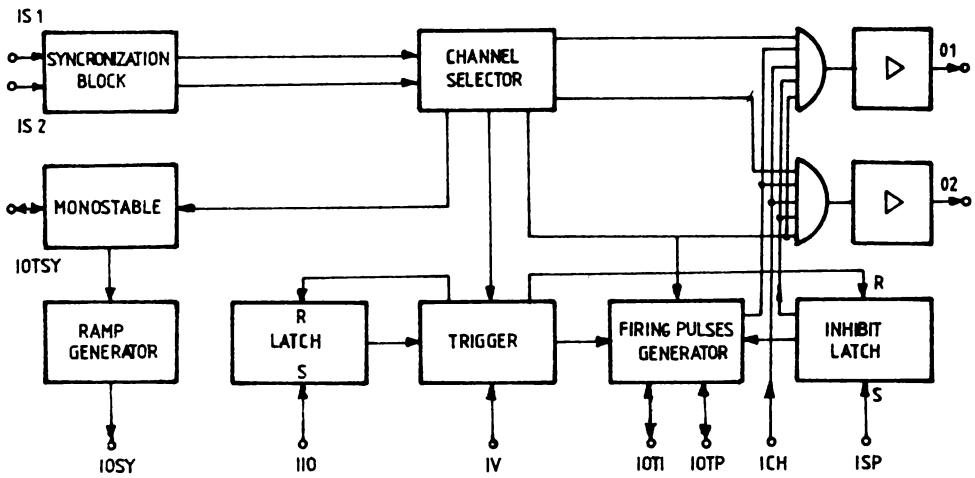 IS 1
SYNCRONIZATION
BLOCK
IS 2
CHANNEL
SELECTOR
01
02
MONOSTABLE
IOTSY
RAMP
GENERATOR
R
LATCH
S
TRIGGER
FIRING PULSES
GENERATOR
R
INHIBIT
LATCH
S
IOSY
IIO
IV
IOTI
IOTP
ICH
ISP